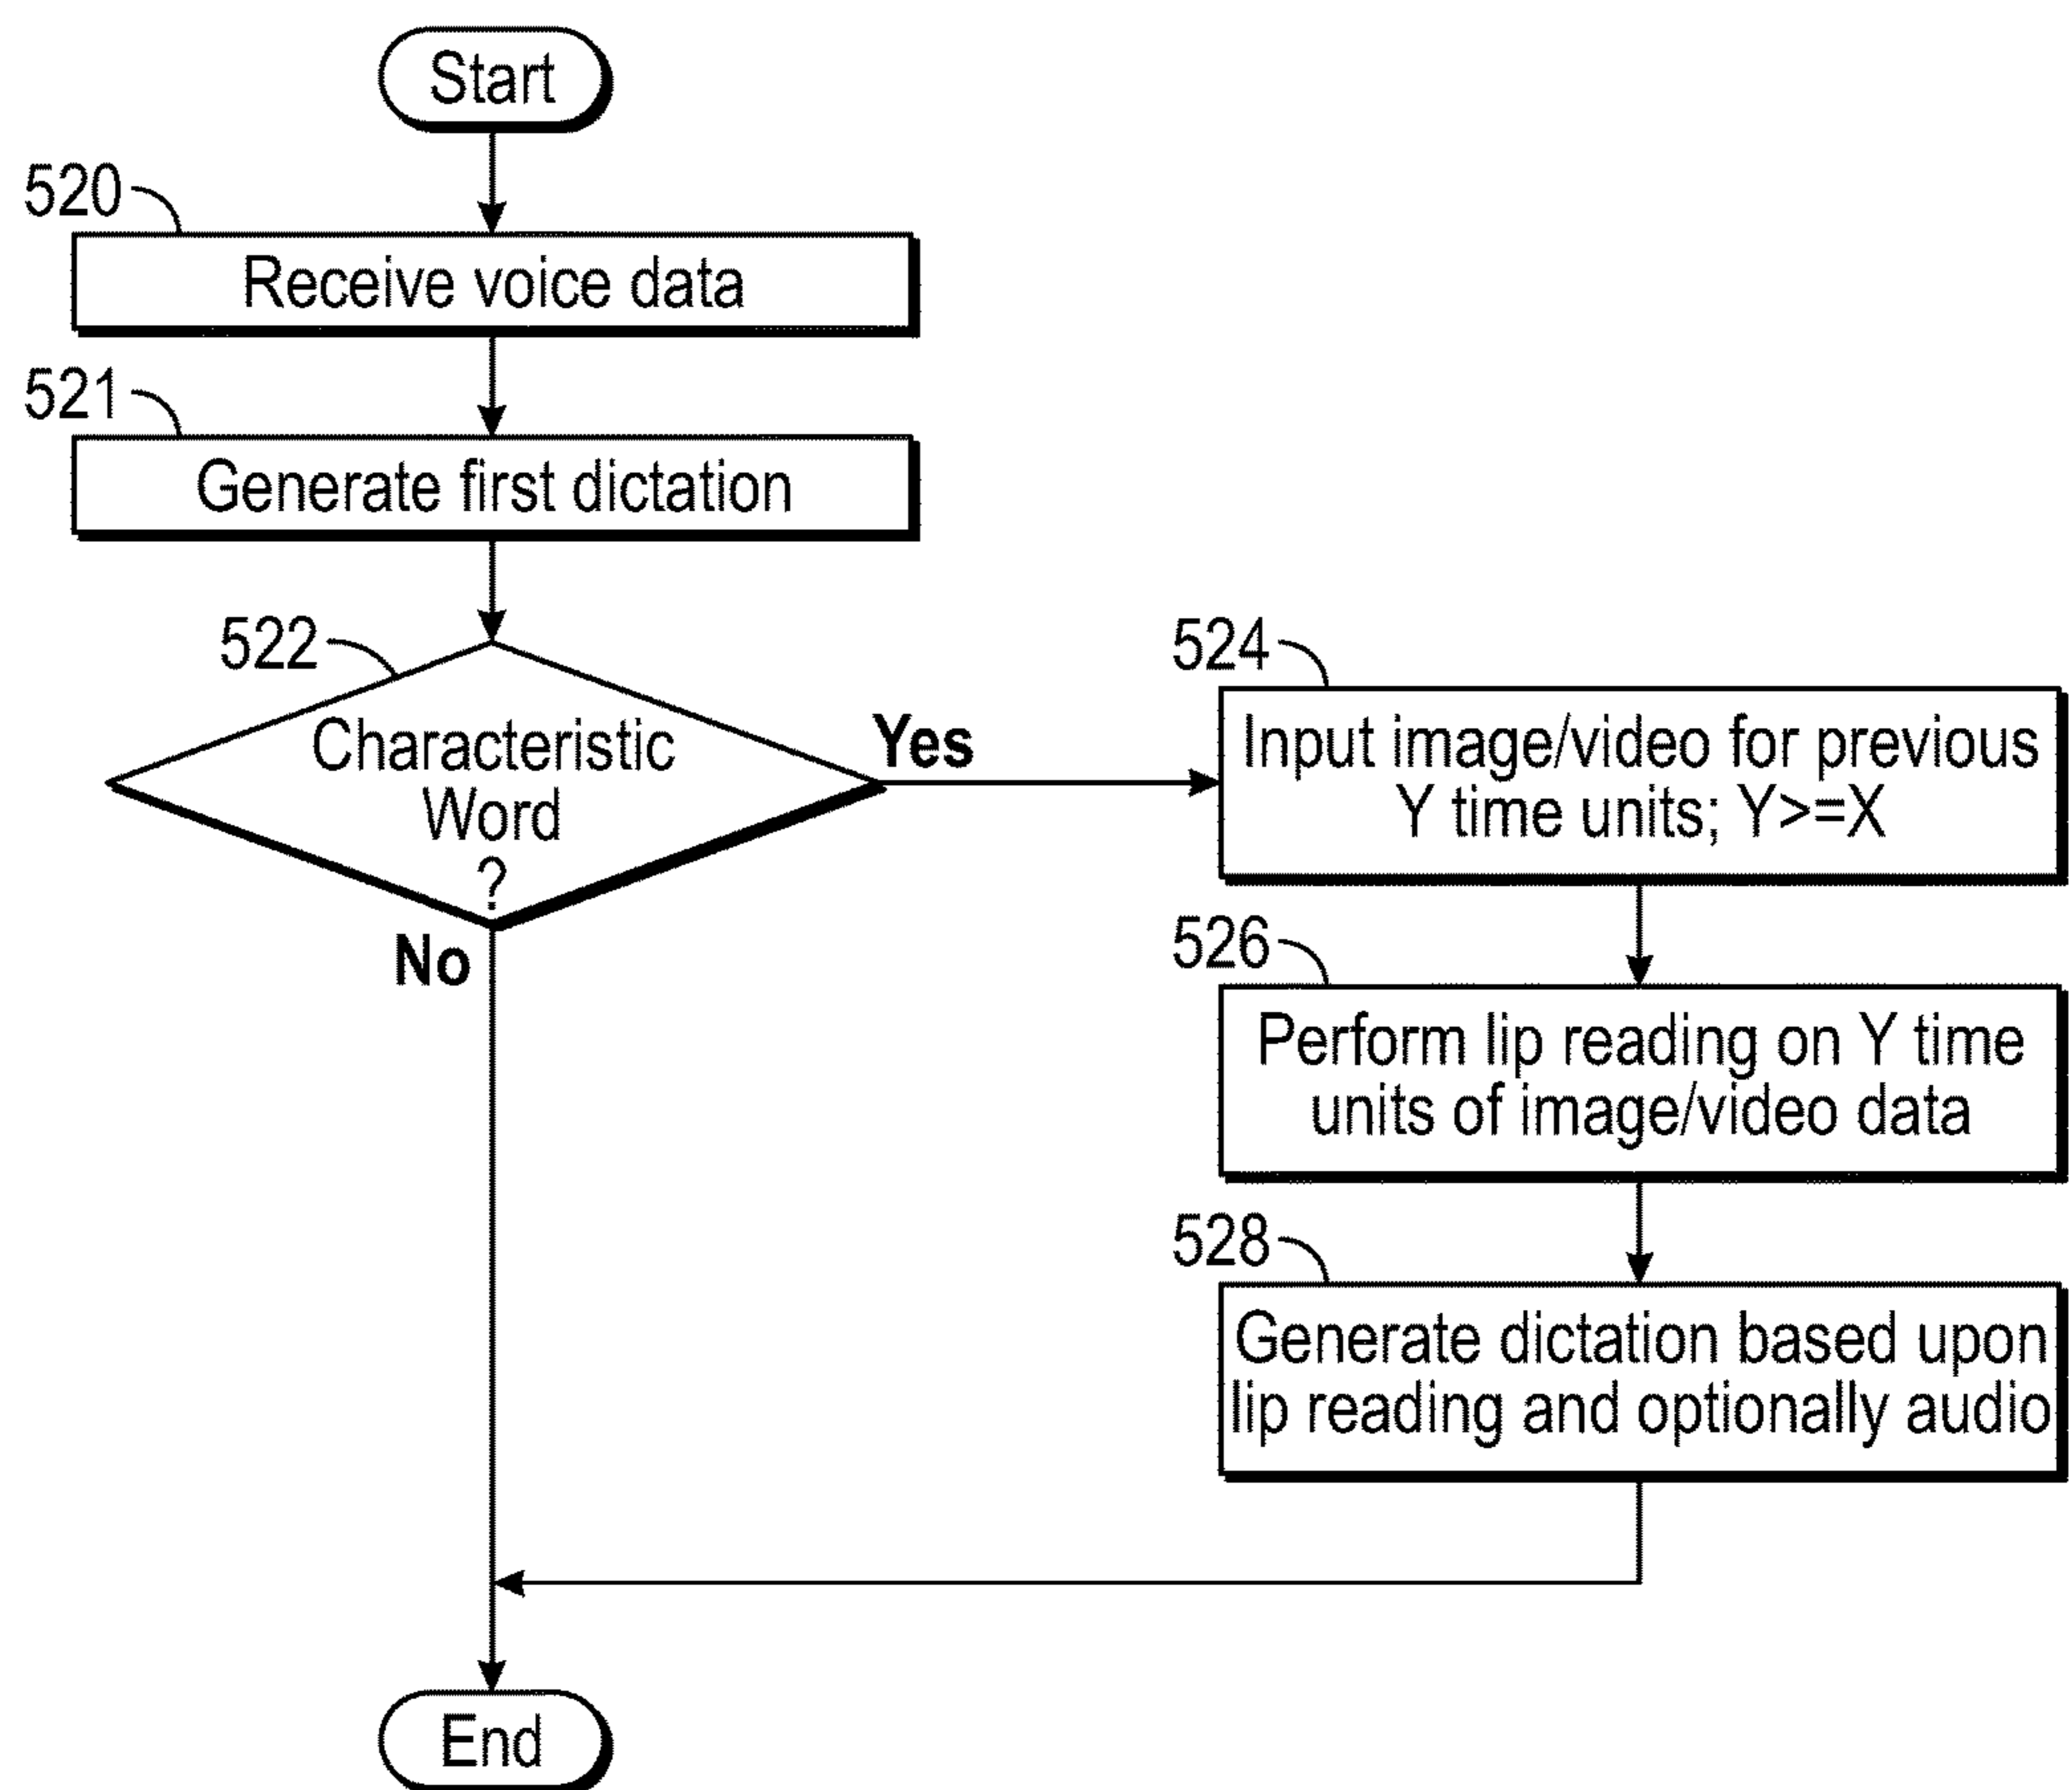 Start
520
Receive voice data
521
Generate first dictation
522
Characteristic
Word
?
Yes
No
524
Input image/video for previous
Y time units; Y>=X
526
Perform lip reading on Y time
units of image/video data
528
Generate dictation based upon
lip reading and optionally audio
End